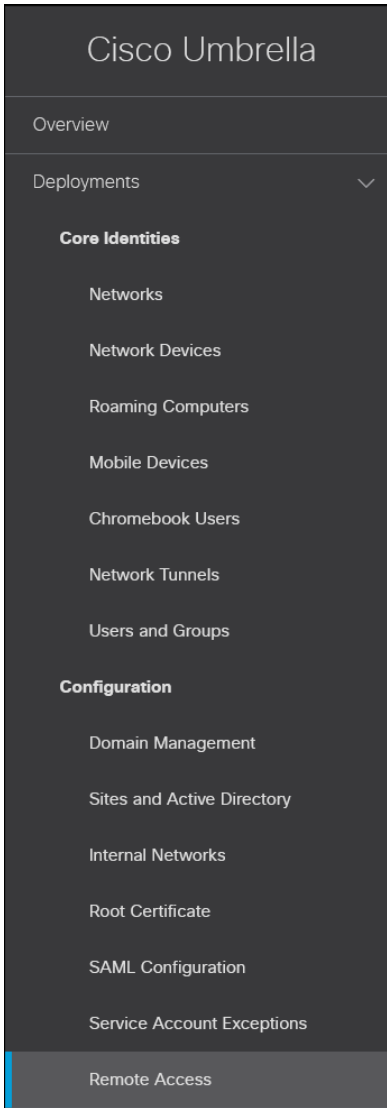 Cisco Umbrella
Overview
Deployments
Core Identities
Networks
Network Devices
Roaming Computers
Mobile Devices
Chromebook Users
Network Tunnels
Users and Groups
Configuration
Domain Management
Sites and Active Directory
Internal Networks
Root Certificate
SAML Configuration
Service Account Exceptions
Remote Access